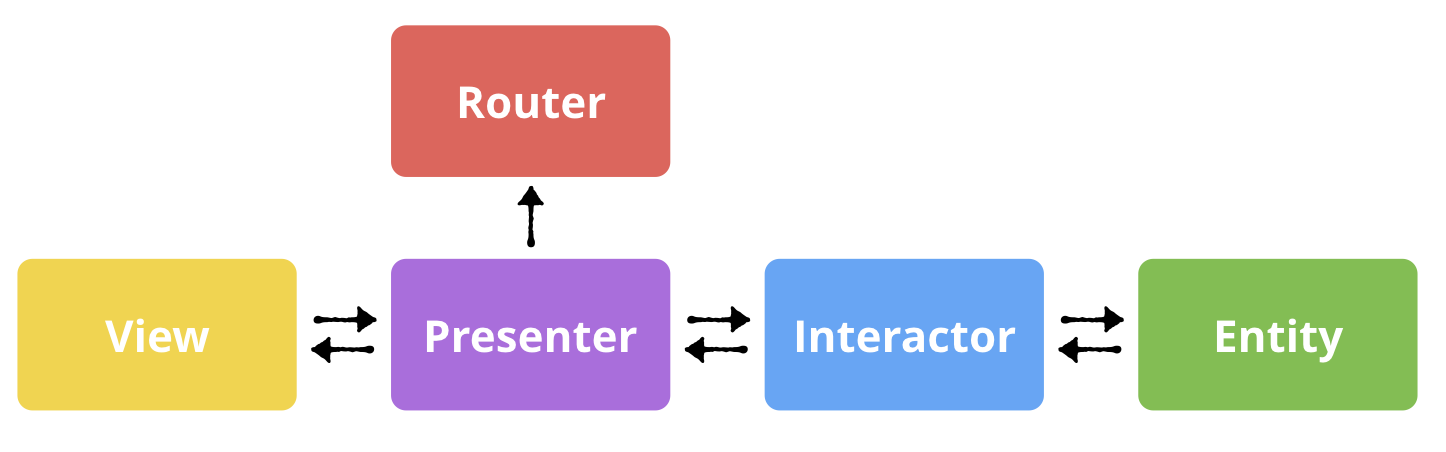 Router
View
Presenter
Interactor
Entity